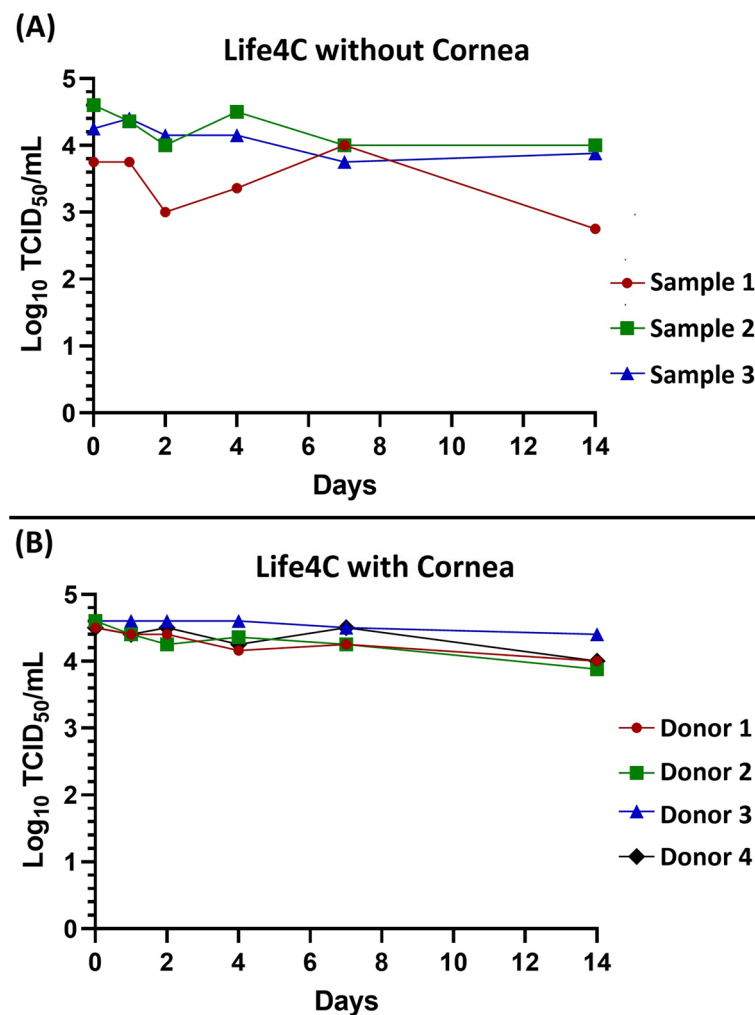 (A)
Life4C without Cornea
Log10 TCID50/mL
5
4
3
2
1
0
0 2 4 6 8 10 12 14
Days
Sample 1
Sample 2
Sample 3
(B)
Life4C with Cornea
Log10 TCID50/mL
5
4
3
2
1
0
0 2 4 6 8 10 12 14
Days
Donor 1
Donor 2
Donor 3
Donor 4